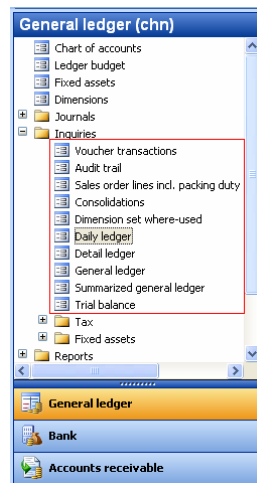 General ledger (chn)
Chart of accounts
Ledger budget
Fixed assets
Dimensions
Journals
Inquiries
Voucher transactions
Audit trail
Sales order lines incl. packing duty
Consolidations
Dimension set where-used
Daily ledger
Detail ledger
General ledger
Summarized general ledger
Trial balance
Tax
Fixed assets
Reports
General ledger
Bank
Accounts receivable